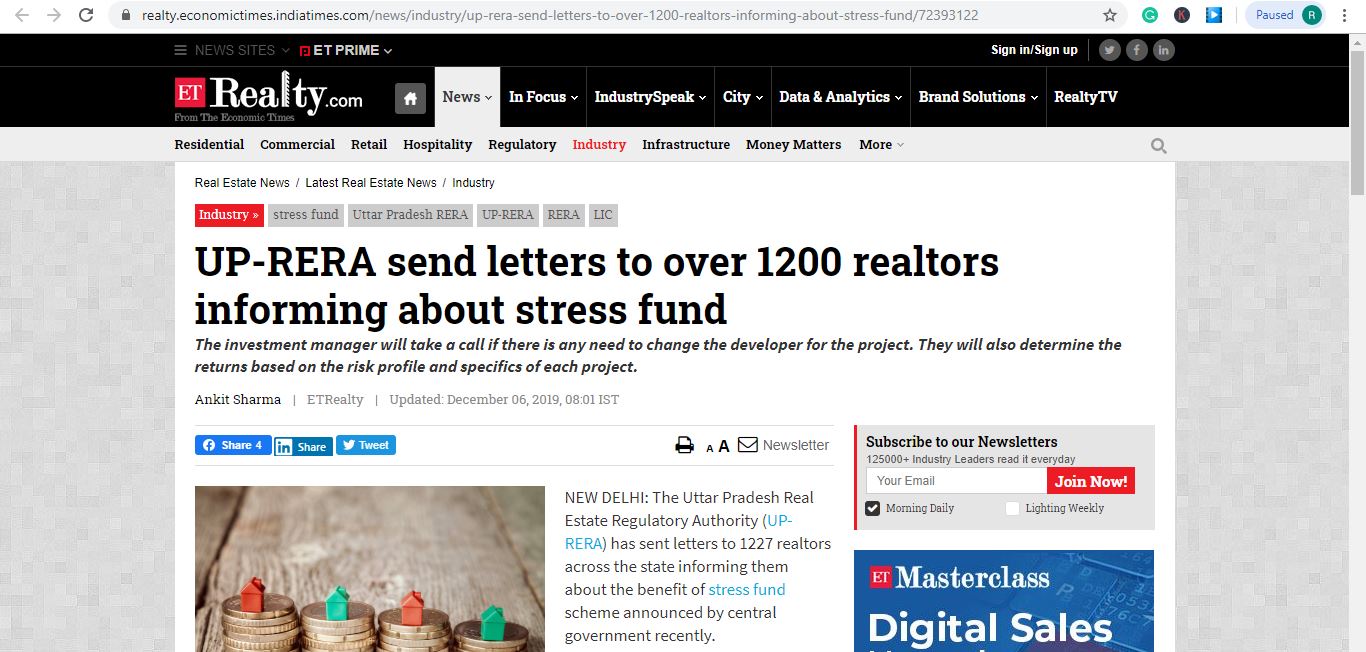 realty.economictimes.indiatimes.com/news/industry/up-rera-send-letters-to-over-1200-realtors-informing-about-stress-fund/72393122
K
Paused R
NEWS SITES ET PRIME Sign in/Sign up
ET Realty.com
From The Economic Times
News In Focus IndustrySpeak City Data & Analytics Brand Solutions RealtyTV
Residential Commercial Retail Hospitality Regulatory Industry Infrastructure Money Matters More
Real Estate News / Latest Real Estate News / Industry
Industry » stress fund Uttar Pradesh RERA UP-RERA RERA LIC
UP-RERA send letters to over 1200 realtors
informing about stress fund
The investment manager will take a call if there is any need to change the developer for the project. They will also determine the
returns based on the risk profile and specifics of each project.
Ankit Sharma | ETRealty | Updated: December 06, 2019, 08:01 IST
Share 4 in Share Tweet A A Newsletter
NEW DELHI: The Uttar Pradesh Real
Estate Regulatory Authority (UP-
RERA) has sent letters to 1227 realtors
across the state informing them
about the benefit of stress fund
scheme announced by central
government recently.
Subscribe to our Newsletters
125000+ Industry Leaders read it everyday
Your Email Join Now!
Morning Daily Lighting Weekly
ET Masterclass
Digital Sales